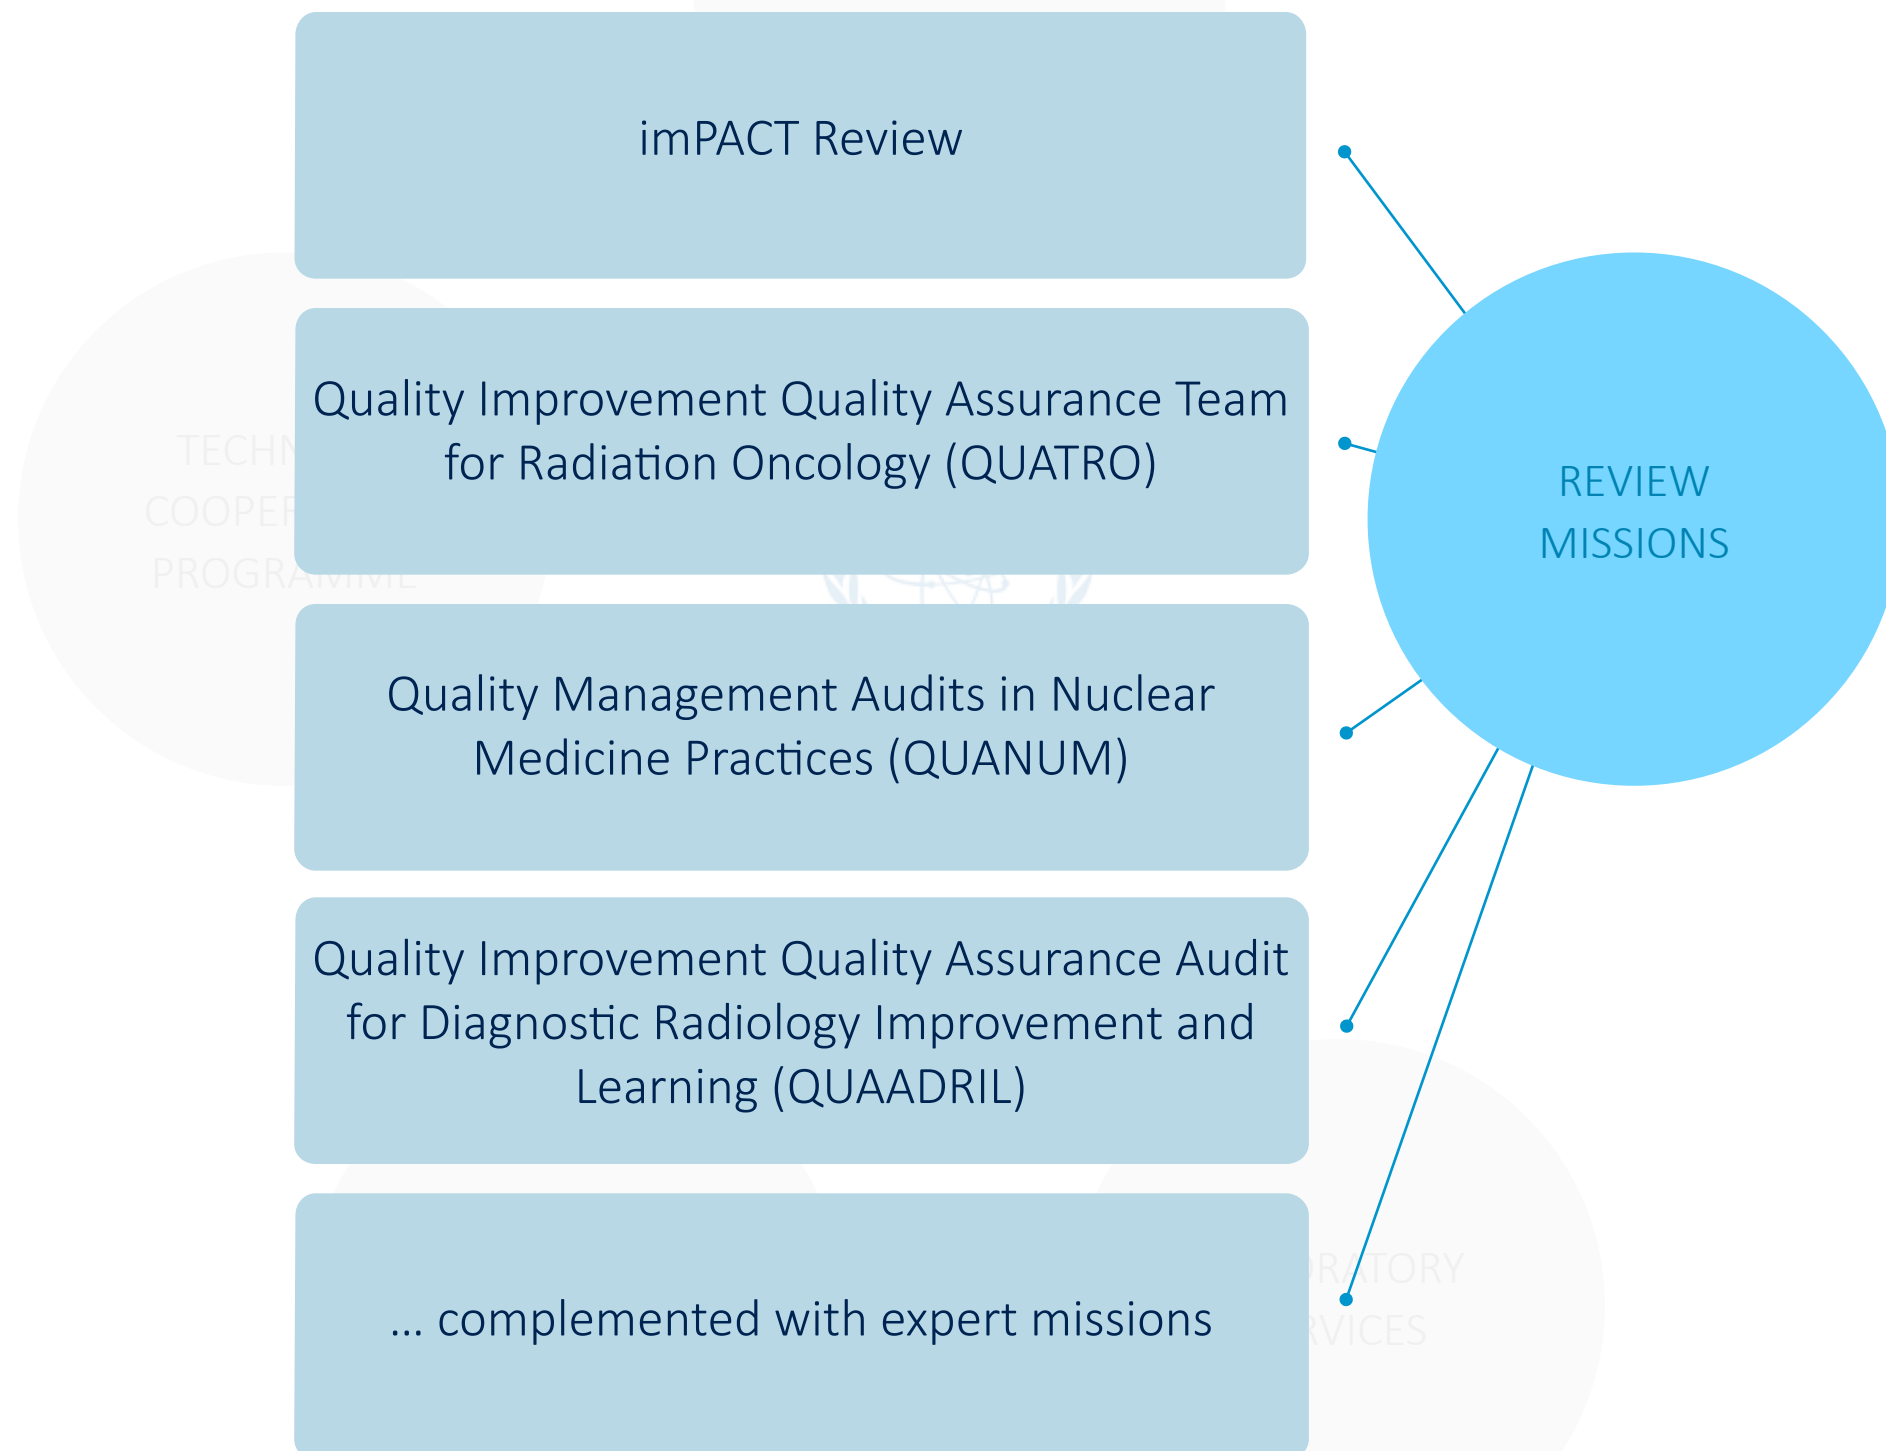 imPACT Review
Quality Improvement Quality Assurance Team
for Radiation Oncology (QUATRO)
Quality Management Audits in Nuclear
Medicine Practices (QUANUM)
Quality Improvement Quality Assurance Audit
for Diagnostic Radiology Improvement and
Learning (QUAADRIL)
... complemented with expert missions
REVIEW
MISSIONS
PROGRAMME